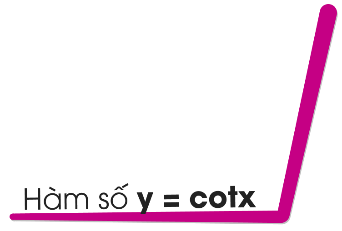 Hàm số y = cotx